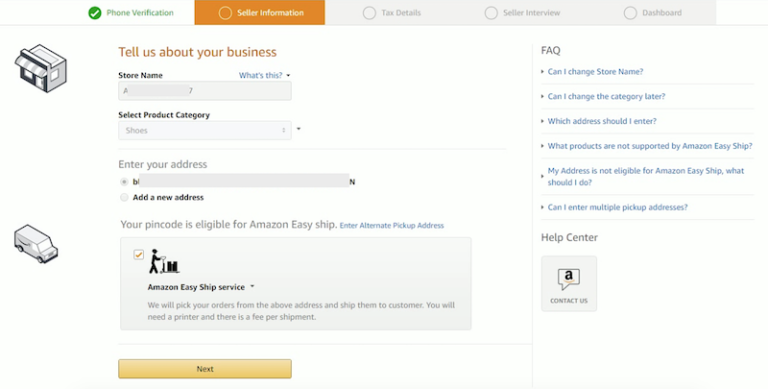 Phone Verification
Seller Information
Tax Details
Seller Interview
Dashboard
Tell us about your business
Store Name
What's this?
Select Product Category
Shoes
Enter your address
N
Add a new address
Your pincode is eligible for Amazon Easy ship. Enter Alternate Pickup Address
Amazon Easy Ship service
We will pick your orders from the above address and ship them to customer. You will
need a printer and there is a fee per shipment.
Next
FAQ
Can I change Store Name?
Can I change the category later?
Which address should I enter?
What products are not supported by Amazon Easy Ship?
My Address is not eligible for Amazon Easy Ship, what
should I do?
Can I enter multiple pickup addresses?
Help Center
a
CONTACT US